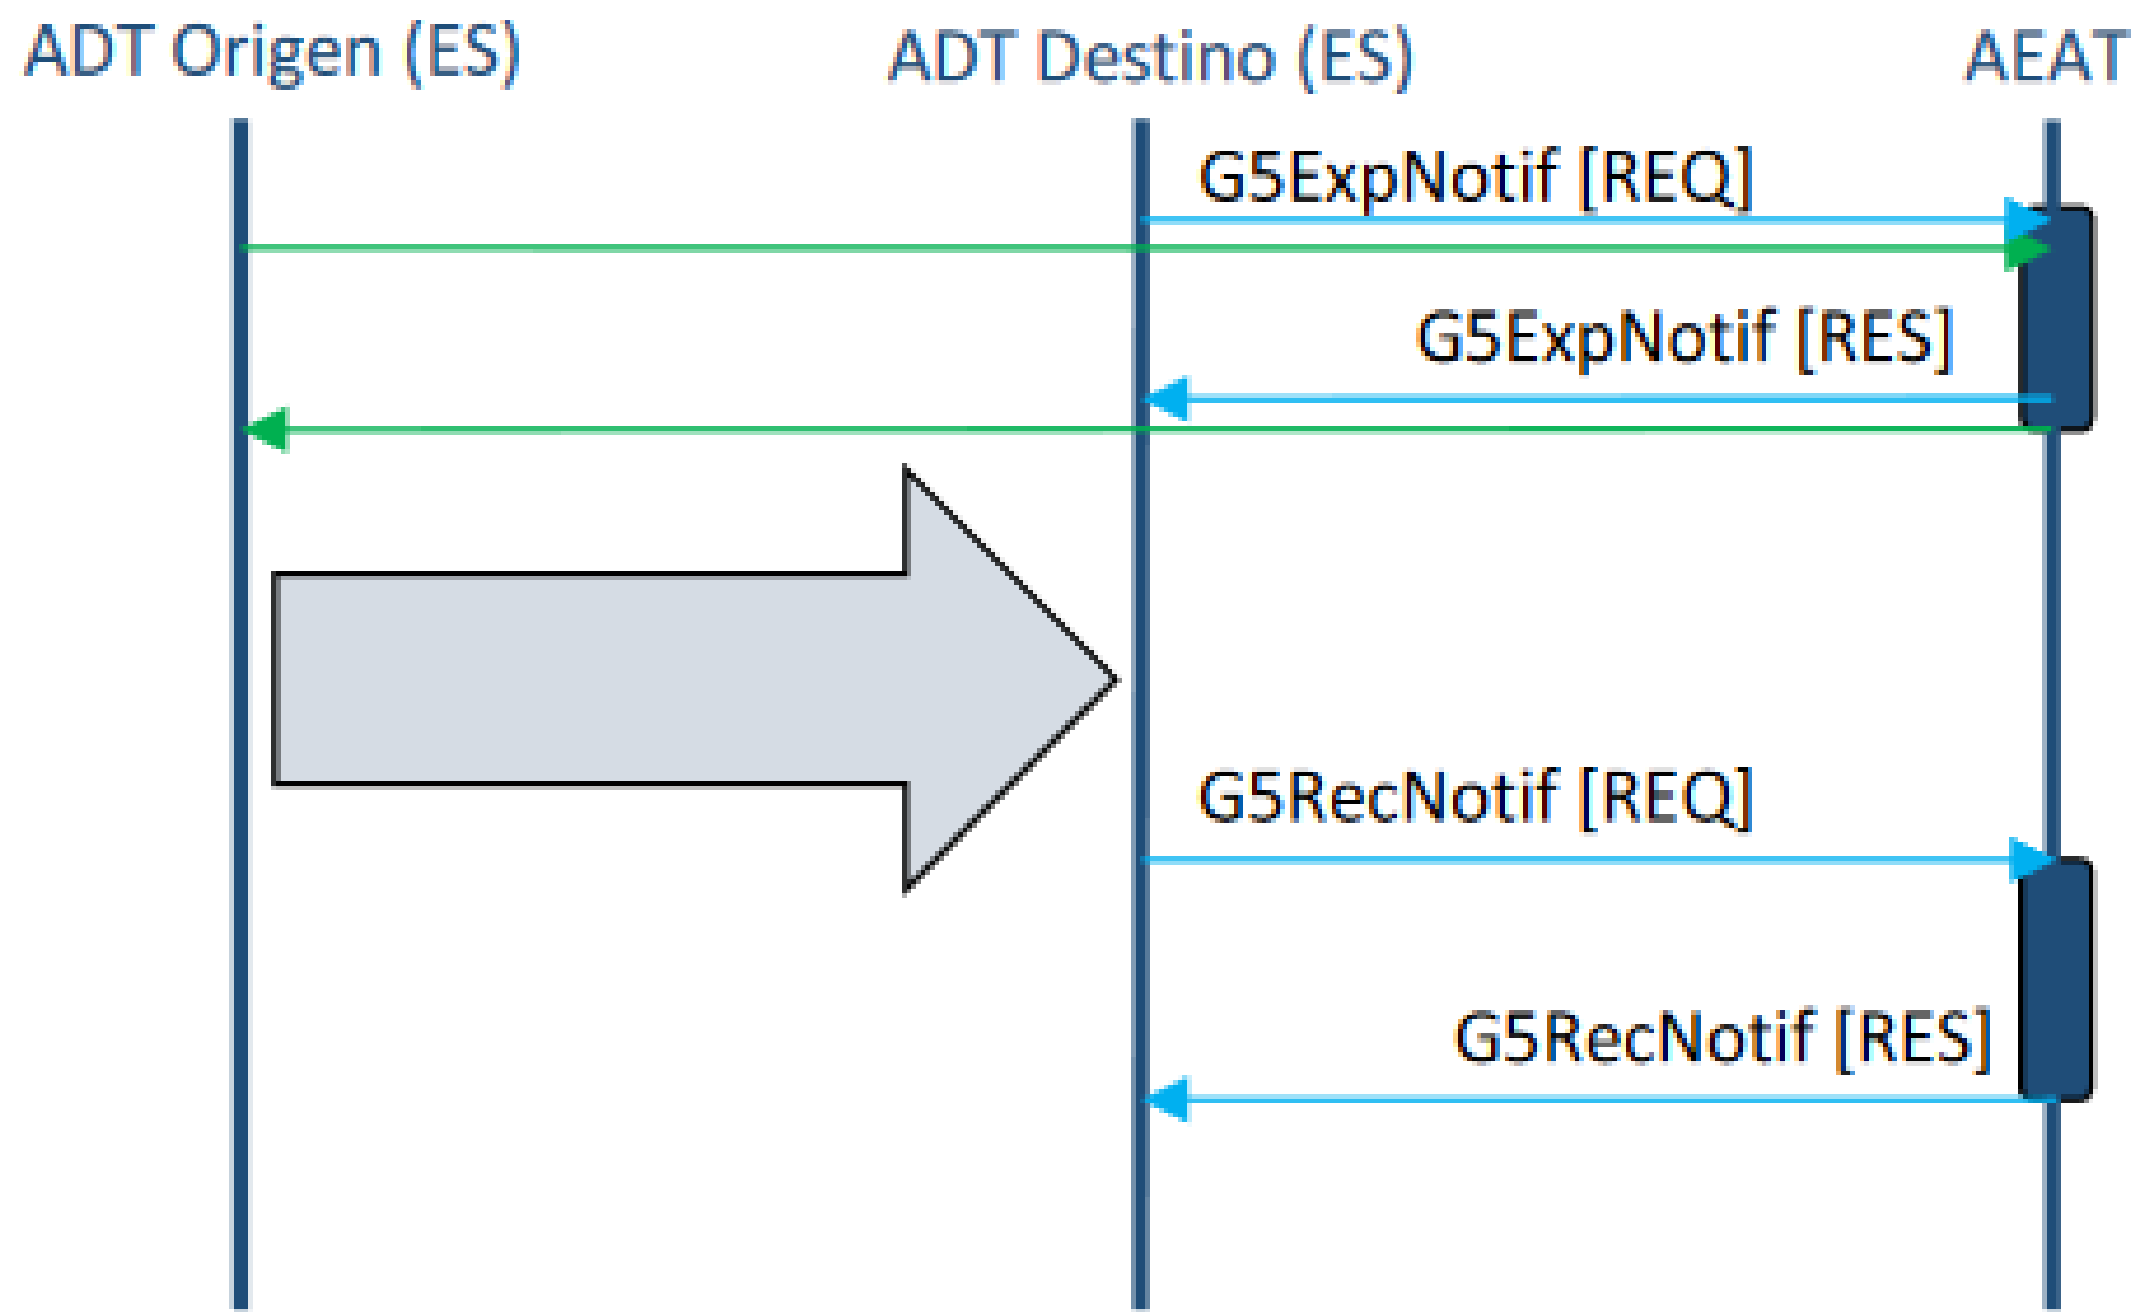 ADT Origen (ES)
ADT Destino (ES)
AEAT
G5ExpNotif [REQ]
G5ExpNotif [RES]
G5RecNotif [REQ]
G5RecNotif [RES]